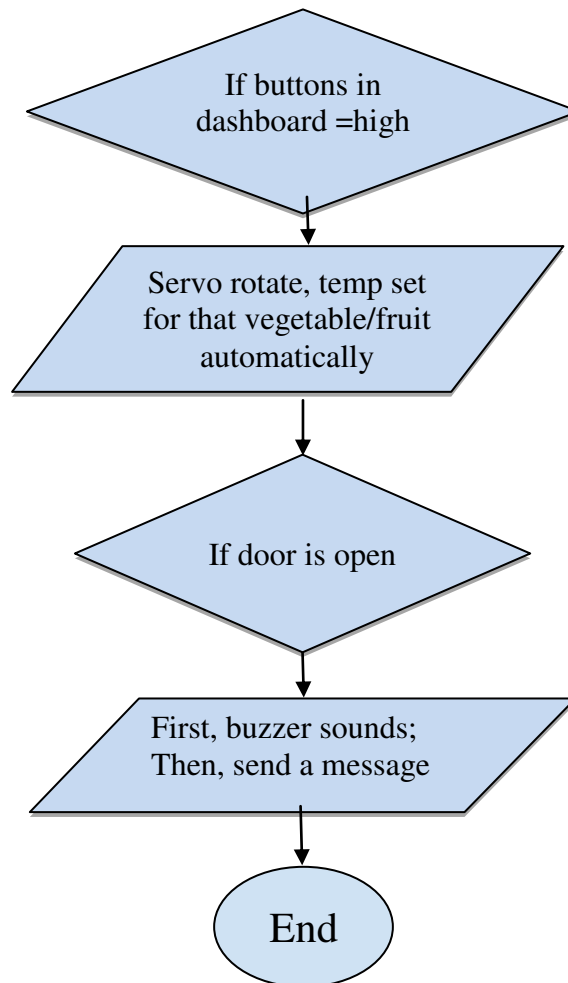 If buttons in
dashboard =high
Servo rotate, temp set
for that vegetable/fruit
automatically
If door is open
First, buzzer sounds;
Then, send a message
End